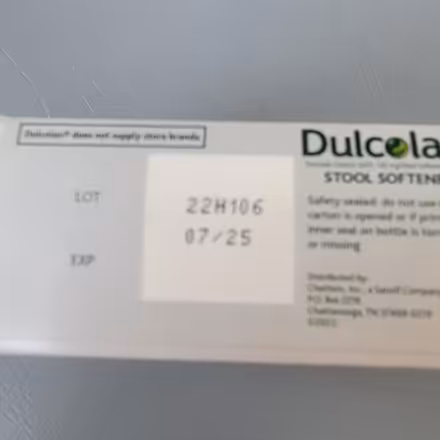 Dulcolax® does not supply store brands.
Dulcola
STOOL SOFTENE
LOT
22H106
07/25
EXP
Safety sealed: do not use
carton is opened or if prin
inner seal on bottle is torn
or missing
Distributed by:
Chattem, Inc., a Sanofi Company
P.O. Box 2219
Chattanooga, TN 37409-0219